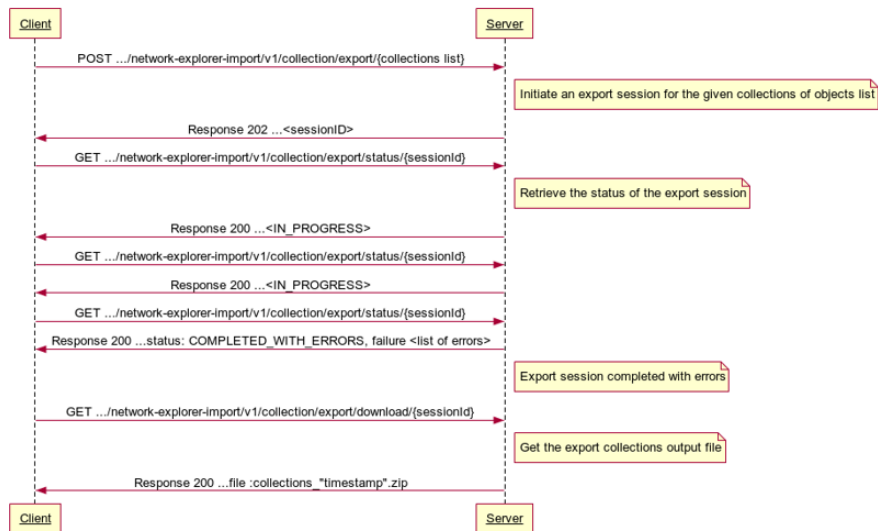 Client
Server
POST .../network-explorer-import/v1/collection/export/{collections list}
Initiate an export session for the given collections of objects list
Response 202 ...<sessionID>
GET .../network-explorer-import/v1/collection/export/status/{sessionId}
Retrieve the status of the export session
Response 200 ...<IN_PROGRESS>
GET .../network-explorer-import/v1/collection/export/status/{sessionId}
Response 200 ...<IN_PROGRESS>
GET .../network-explorer-import/v1/collection/export/status/{sessionId}
Response 200 ...status: COMPLETED_WITH_ERRORS, failure <list of errors>
Export session completed with errors
GET .../network-explorer-import/v1/collection/export/download/{sessionId}
Get the export collections output file
Response 200 ...file :collections_"timestamp".zip
Client
Server